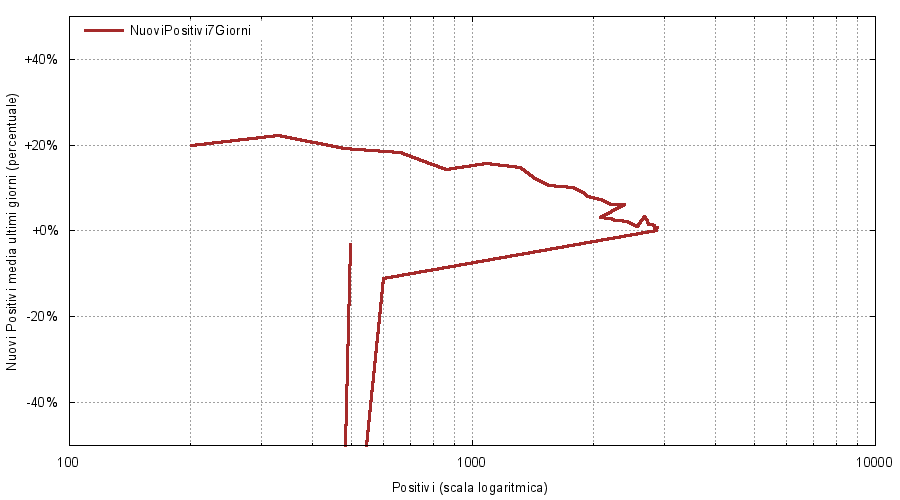 NuoviPositivi7Giorni
+40%
+20%
+0%
-20%
-40%
Nuovi Positivi media ultimi giorni (percentuale)
100
1000
10000
Positivi (scala logaritmica)